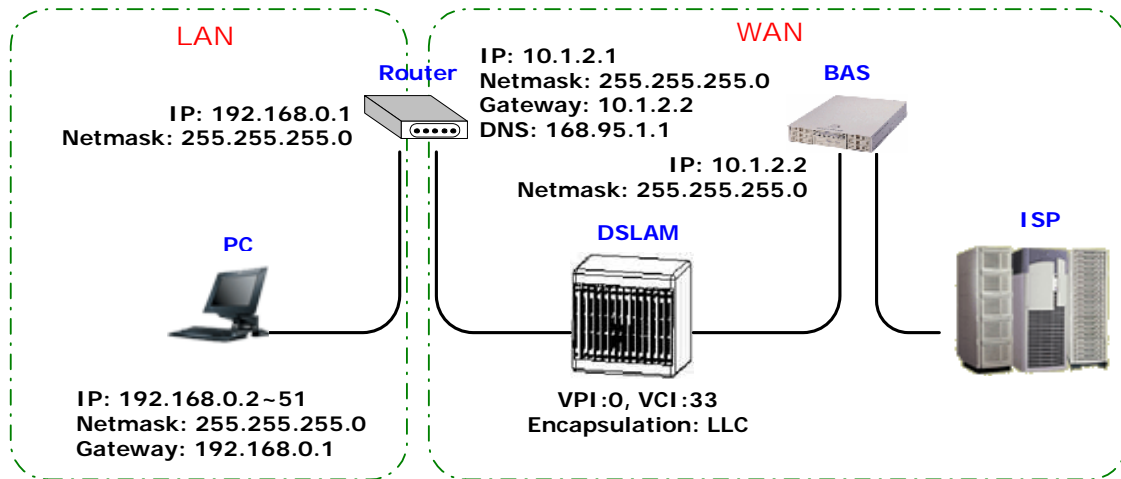 LAN
WAN
Router
IP: 192.168.0.1
Netmask: 255.255.255.0
IP: 10.1.2.1
Netmask: 255.255.255.0
Gateway: 10.1.2.2
DNS: 168.95.1.1
BAS
IP: 10.1.2.2
Netmask: 255.255.255.0
PC
DSLAM
ISP
IP: 192.168.0.2~51
Netmask: 255.255.255.0
Gateway: 192.168.0.1
VPI:0, VCI:33
Encapsulation: LLC